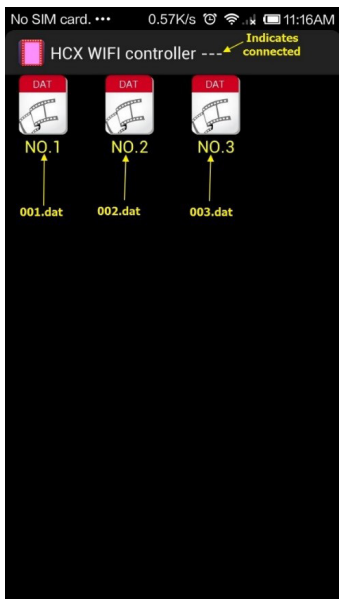 No SIM card. ••• 0.57K/s 11:16AM
Indicates
HCX WIFI controller --- connected
DAT DAT DAT
NO.1 NO.2 NO.3
001.dat 002.dat 003.dat